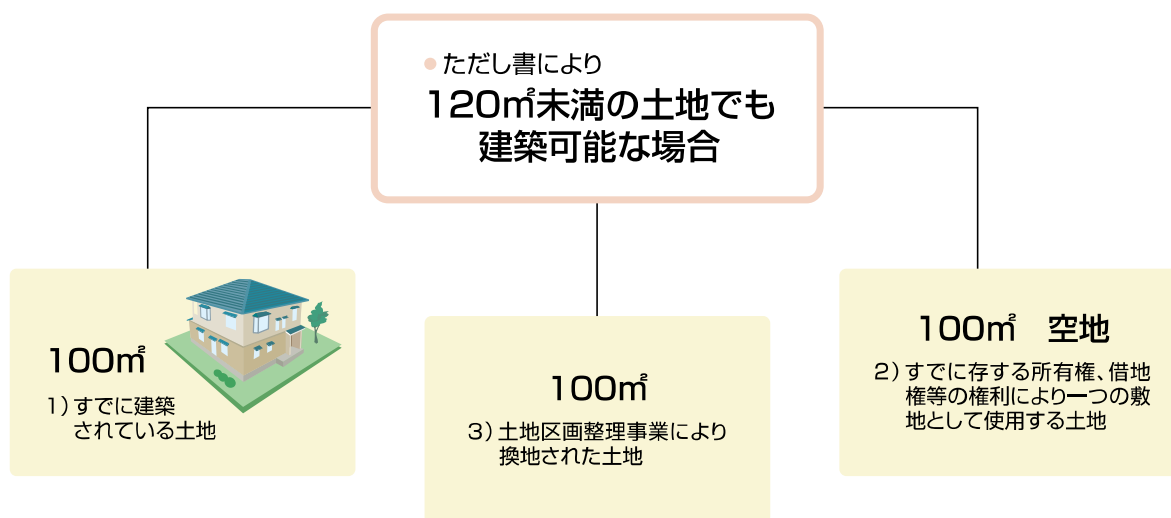 ●ただし書により
120㎡未満の土地でも
建築可能な場合
100㎡
1）すでに建築
されている土地
100㎡　空地
2）すでに存する所有権、借地
権等の権利により一つの敷
地として使用する土地
100㎡
3）土地区画整理事業により
換地された土地